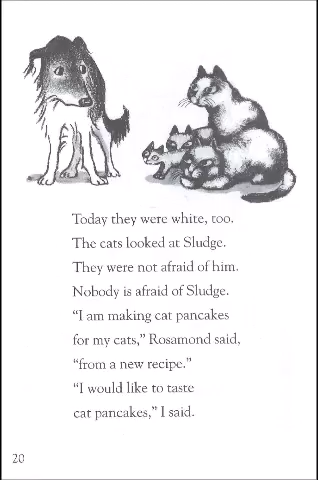 Today they were white, too.
The cats looked at Sludge.
They were not afraid of him.
Nobody is afraid of Sludge.
“I am making cat pancakes
for my cats,” Rosamond said,
“from a new recipe.”
“I would like to taste
cat pancakes,” I said.
20